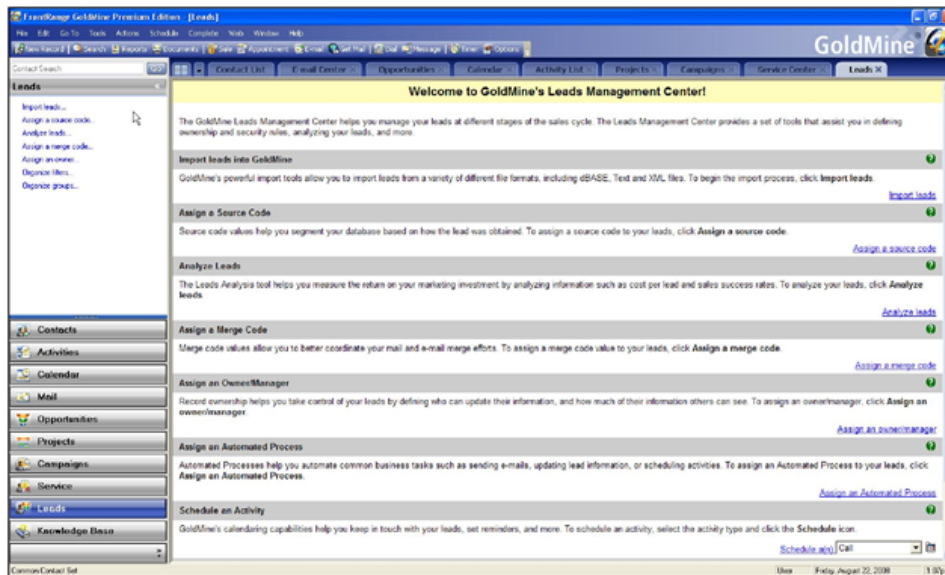 FrontRange GoldMine Premium Edition - [Leads]
File Edit Go To Tools Actions Schedule Complete Web Window Help
New Record Search Reports Documents Sale Appointment E-mail Get Mail Dial Message Timer Options
GoldMine
Contact Search GO
Contact List E-mail Center Opportunities Calendar Activity List Projects Campaigns Service Center Leads
Leads
Import leads...
Assign a source code...
Analyze leads...
Assign a merge code...
Assign an owner...
Organize filters...
Organize groups...
Contacts
Activities
Calendar
Mail
Opportunities
Projects
Campaigns
Service
Leads
Knowledge Base
Welcome to GoldMine's Leads Management Center!
The GoldMine Leads Management Center helps you manage your leads at different stages of the sales cycle. The Leads Management Center provides a set of tools that assist you in defining
ownership and security rules, analyzing your leads, and more.
Import leads into GoldMine
GoldMine's powerful import tools allow you to import leads from a variety of different file formats, including dBASE, Text and XML files. To begin the import process, click Import leads.
Import leads
Assign a Source Code
Source code values help you segment your database based on how the lead was obtained. To assign a source code to your leads, click Assign a source code.
Assign a source code
Analyze Leads
The Leads Analysis tool helps you measure the return on your marketing investment by analyzing information such as cost per lead and sales success rates. To analyze your leads, click Analyze
leads.
Analyze leads
Assign a Merge Code
Merge code values allow you to better coordinate your mail and e-mail merge efforts. To assign a merge code value to your leads, click Assign a merge code.
Assign a merge code
Assign an Owner/Manager
Record ownership helps you take control of your leads by defining who can update their information, and how much of their information others can see. To assign an owner/manager, click Assign an
owner/manager.
Assign an owner/manager
Assign an Automated Process
Automated Processes help you automate common business tasks such as sending e-mails, updating lead information, or scheduling activities. To assign an Automated Process to your leads, click
Assign an Automated Process.
Assign an Automated Process
Schedule an Activity
GoldMine's calendaring capabilities help you keep in touch with your leads, set reminders, and more. To schedule an activity, select the activity type and click the Schedule icon.
Schedule a(n) Call
Common Contact Set Friday, August 22, 2008 1:07p